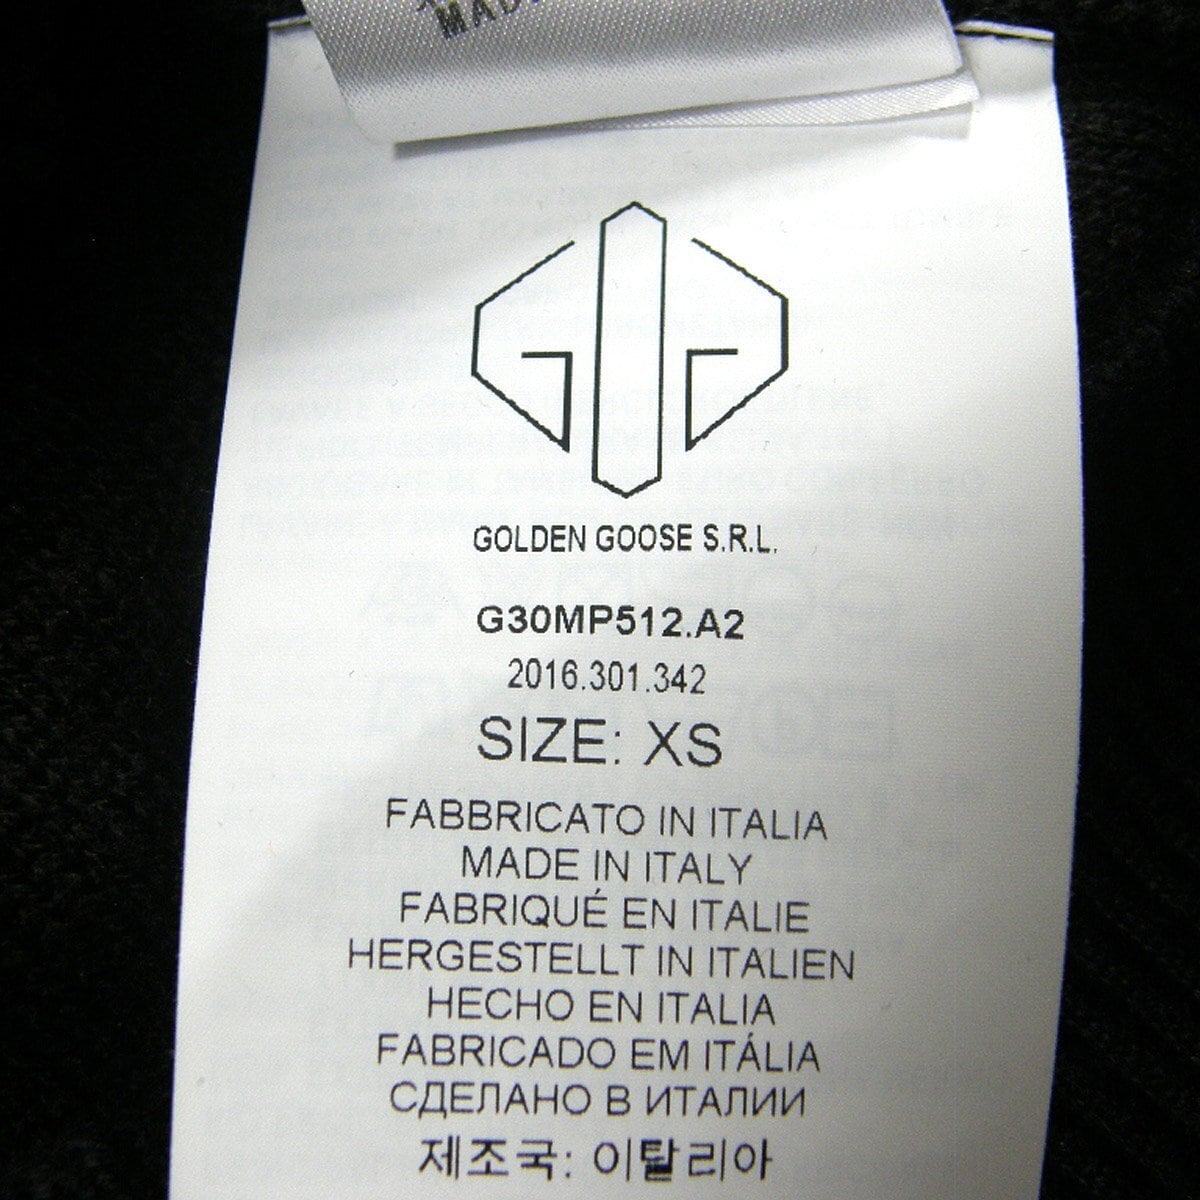 MADE
GOLDEN GOOSE S.R.L.
G30MP512.A2
2016.301.342
SIZE: XS
FABBRICATO IN ITALIA
MADE IN ITALY
FABRIQUÉ EN ITALIE
HERGESTELLT IN ITALIEN
HECHO EN ITALIA
FABRICADO EM ITÁLIA
СДЕЛАНО В ИТАЛИИ
제조국: 이탈리아